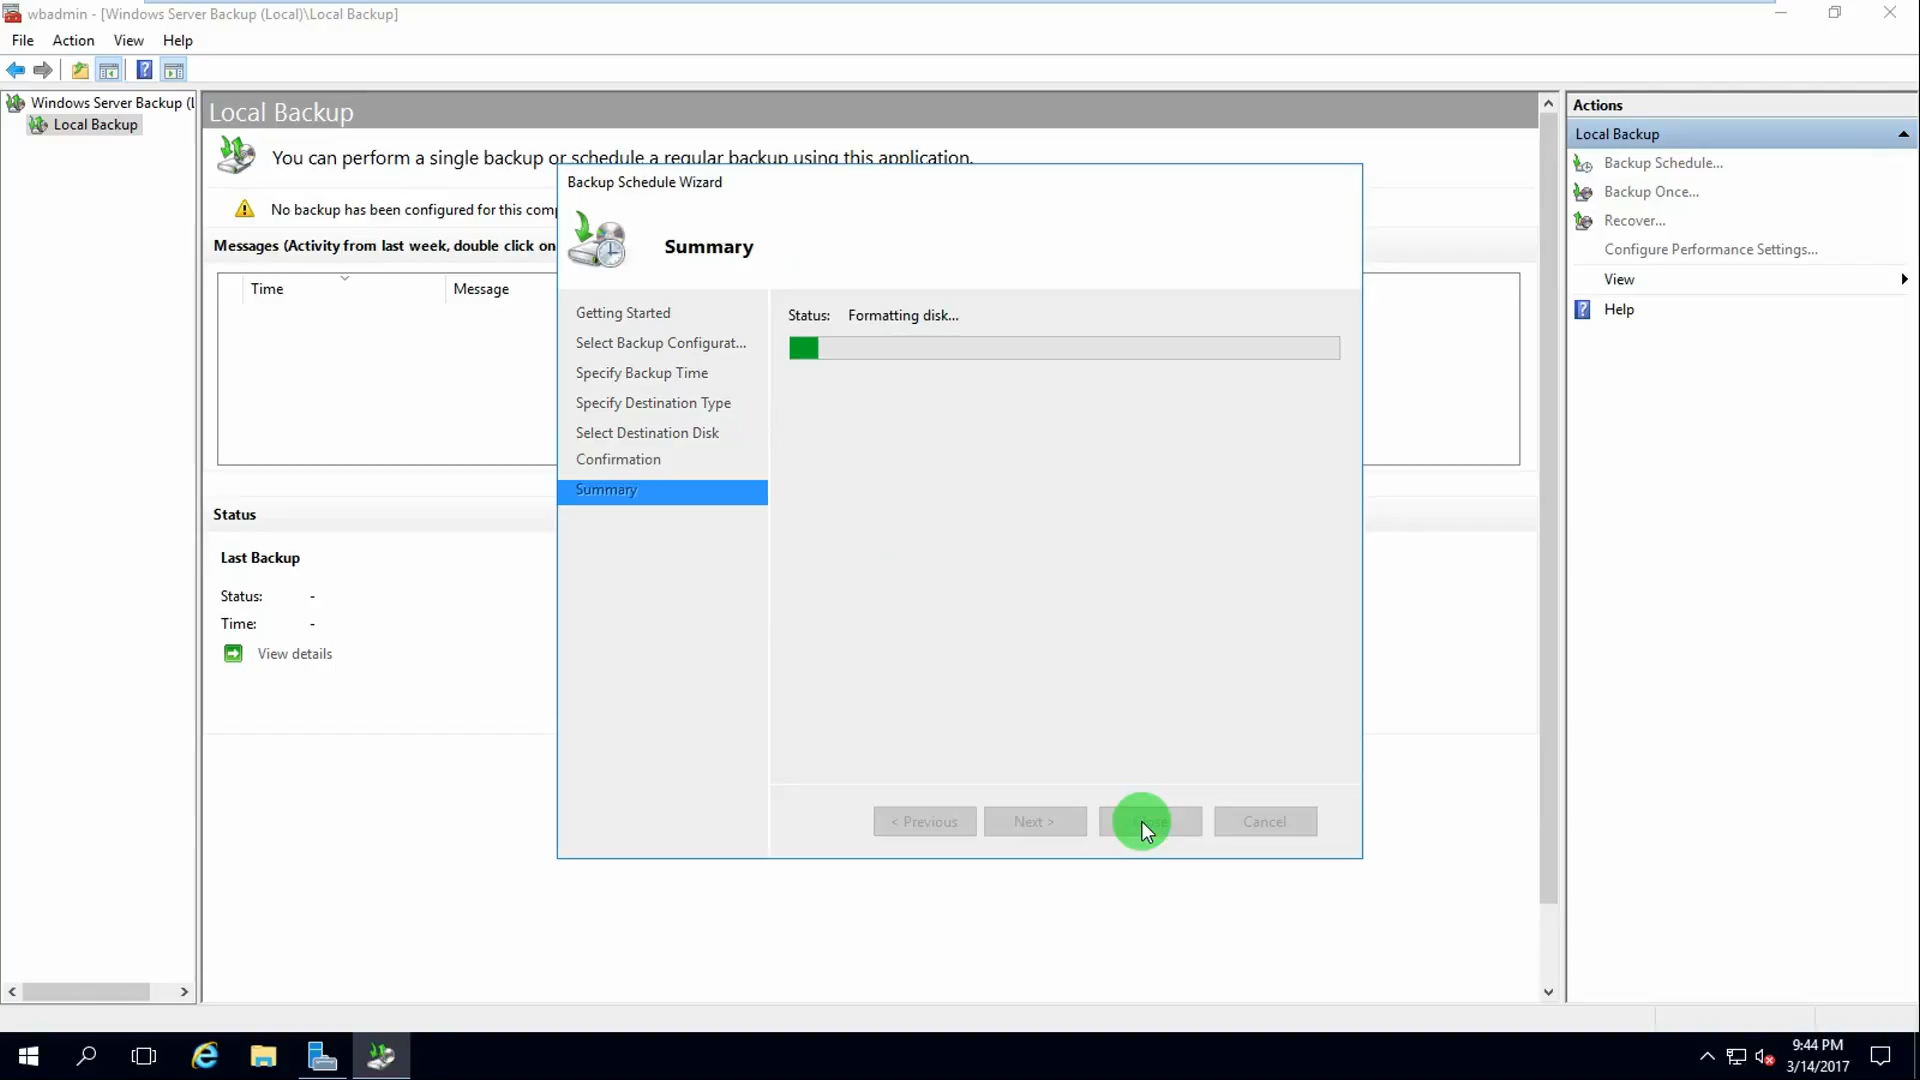 wbadmin - [Windows Server Backup (Local)\Local Backup]
File Action View Help
Windows Server Backup (L
Local Backup
Local Backup
You can perform a single backup or schedule a regular backup using this application.
No backup has been configured for this comp
Messages (Activity from last week, double click on
Time Message
Status
Last Backup
Status: -
Time: -
View details
Backup Schedule Wizard
Summary
Getting Started
Select Backup Configurat...
Specify Backup Time
Specify Destination Type
Select Destination Disk
Confirmation
Summary
Status: Formatting disk...
< Previous Next > Cancel
Actions
Local Backup
Backup Schedule...
Backup Once...
Recover...
Configure Performance Settings...
View
Help
9:44 PM
3/14/2017